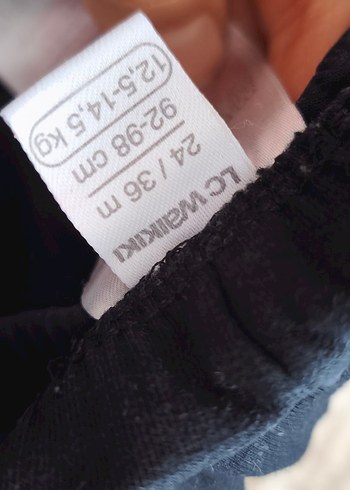 LC WAIKIKI
24 / 36 m
92-98 cm
12,5-14,5 kg